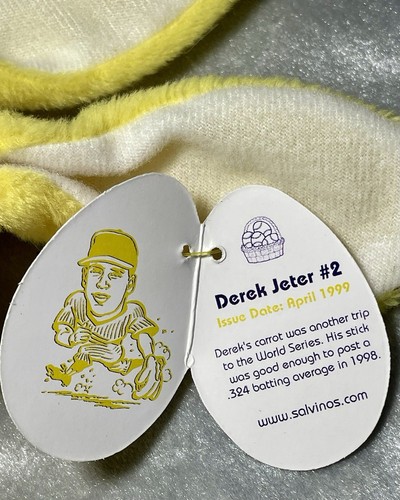 Derek Jeter #2
Issue Date: April 1999
Derek's carrot was another trip
to the World Series. His stick
was good enough to post a
.324 batting average in 1998.
www.salvinos.com